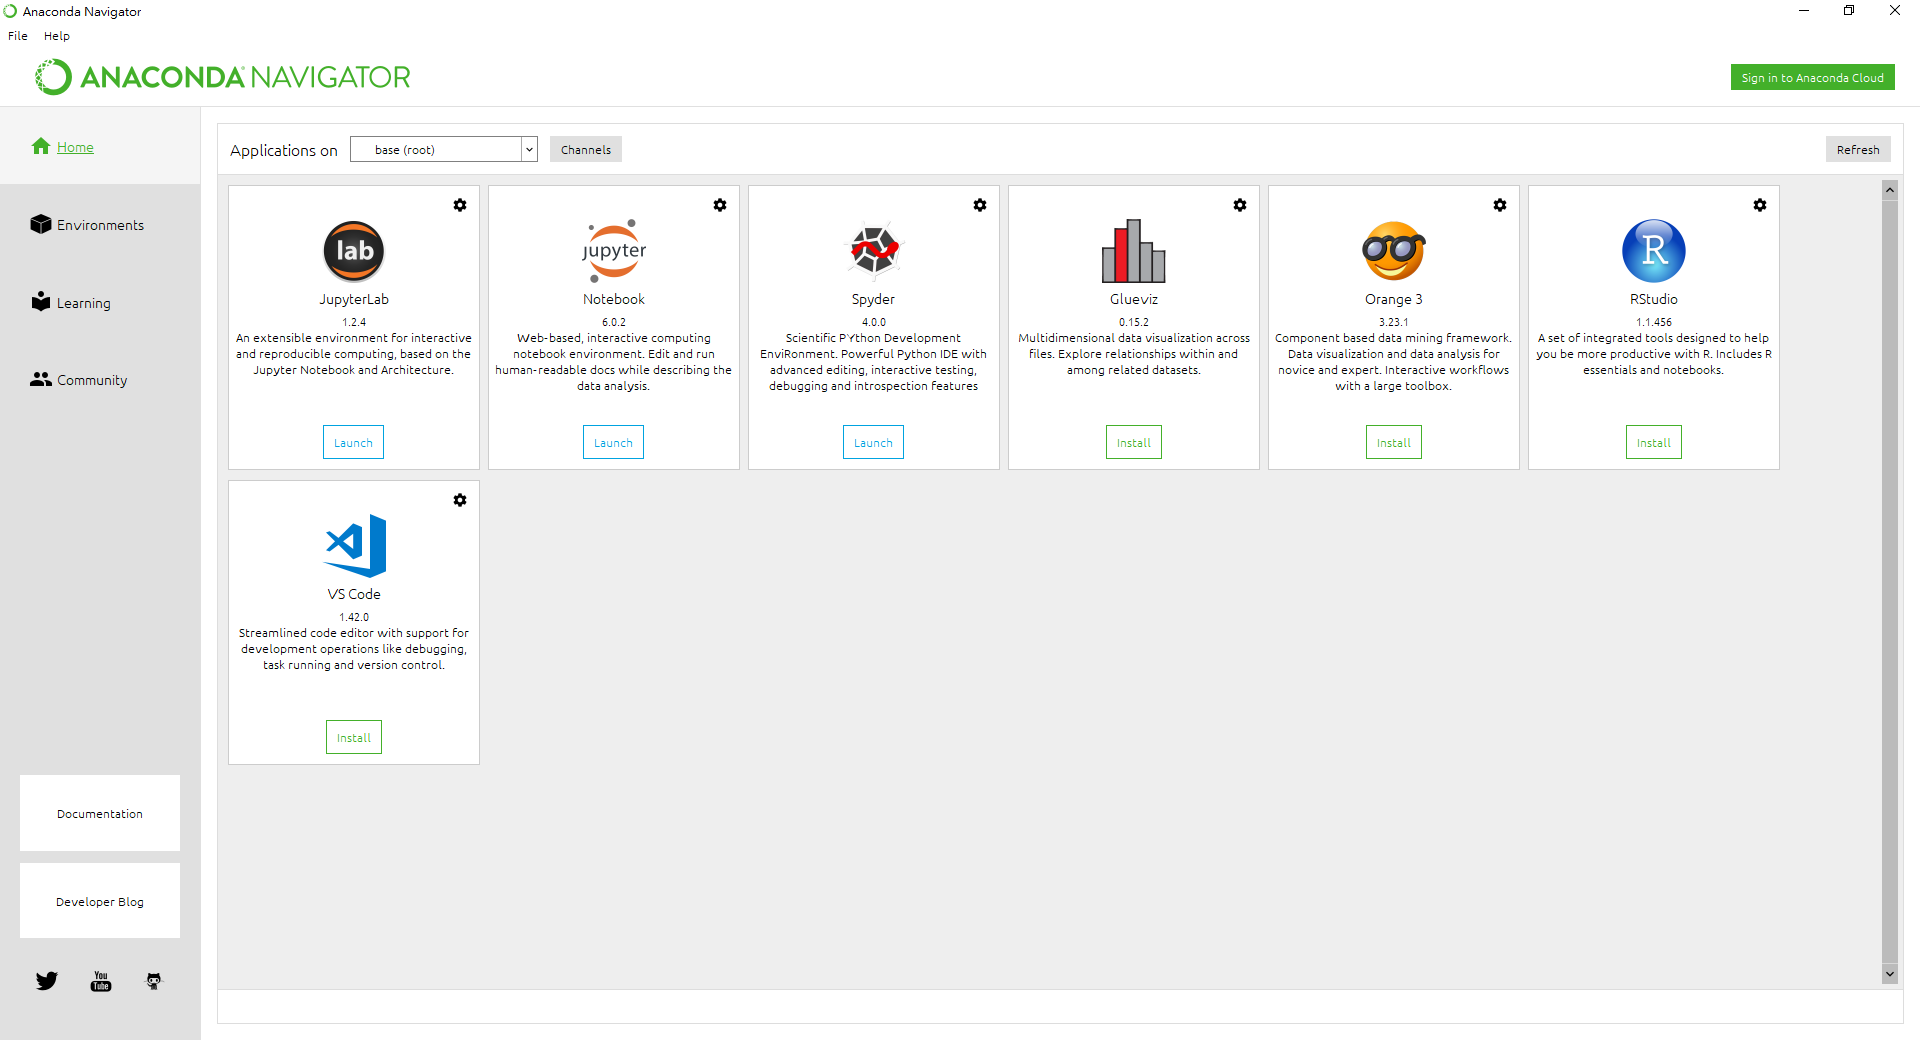 Anaconda Navigator
File Help
ANACONDA NAVIGATOR
Sign in to Anaconda Cloud
Home
Environments
Learning
Community
Documentation
Developer Blog
You
Tube
Applications on base (root) Channels Refresh
lab
JupyterLab
1.2.4
An extensible environment for interactive
and reproducible computing, based on the
Jupyter Notebook and Architecture.
Launch
jupyter
Notebook
6.0.2
Web-based, interactive computing
notebook environment. Edit and run
human-readable docs while describing the
data analysis.
Launch
Spyder
4.0.0
Scientific PYthon Development
EnviRonment. Powerful Python IDE with
advanced editing, interactive testing,
debugging and introspection features
Launch
Glueviz
0.15.2
Multidimensional data visualization across
files. Explore relationships within and
among related datasets.
Install
Orange 3
3.23.1
Component based data mining framework.
Data visualization and data analysis for
novice and expert. Interactive workflows
with a large toolbox.
Install
R
RStudio
1.1.456
A set of integrated tools designed to help
you be more productive with R. Includes R
essentials and notebooks.
Install
VS Code
1.42.0
Streamlined code editor with support for
development operations like debugging,
task running and version control.
Install